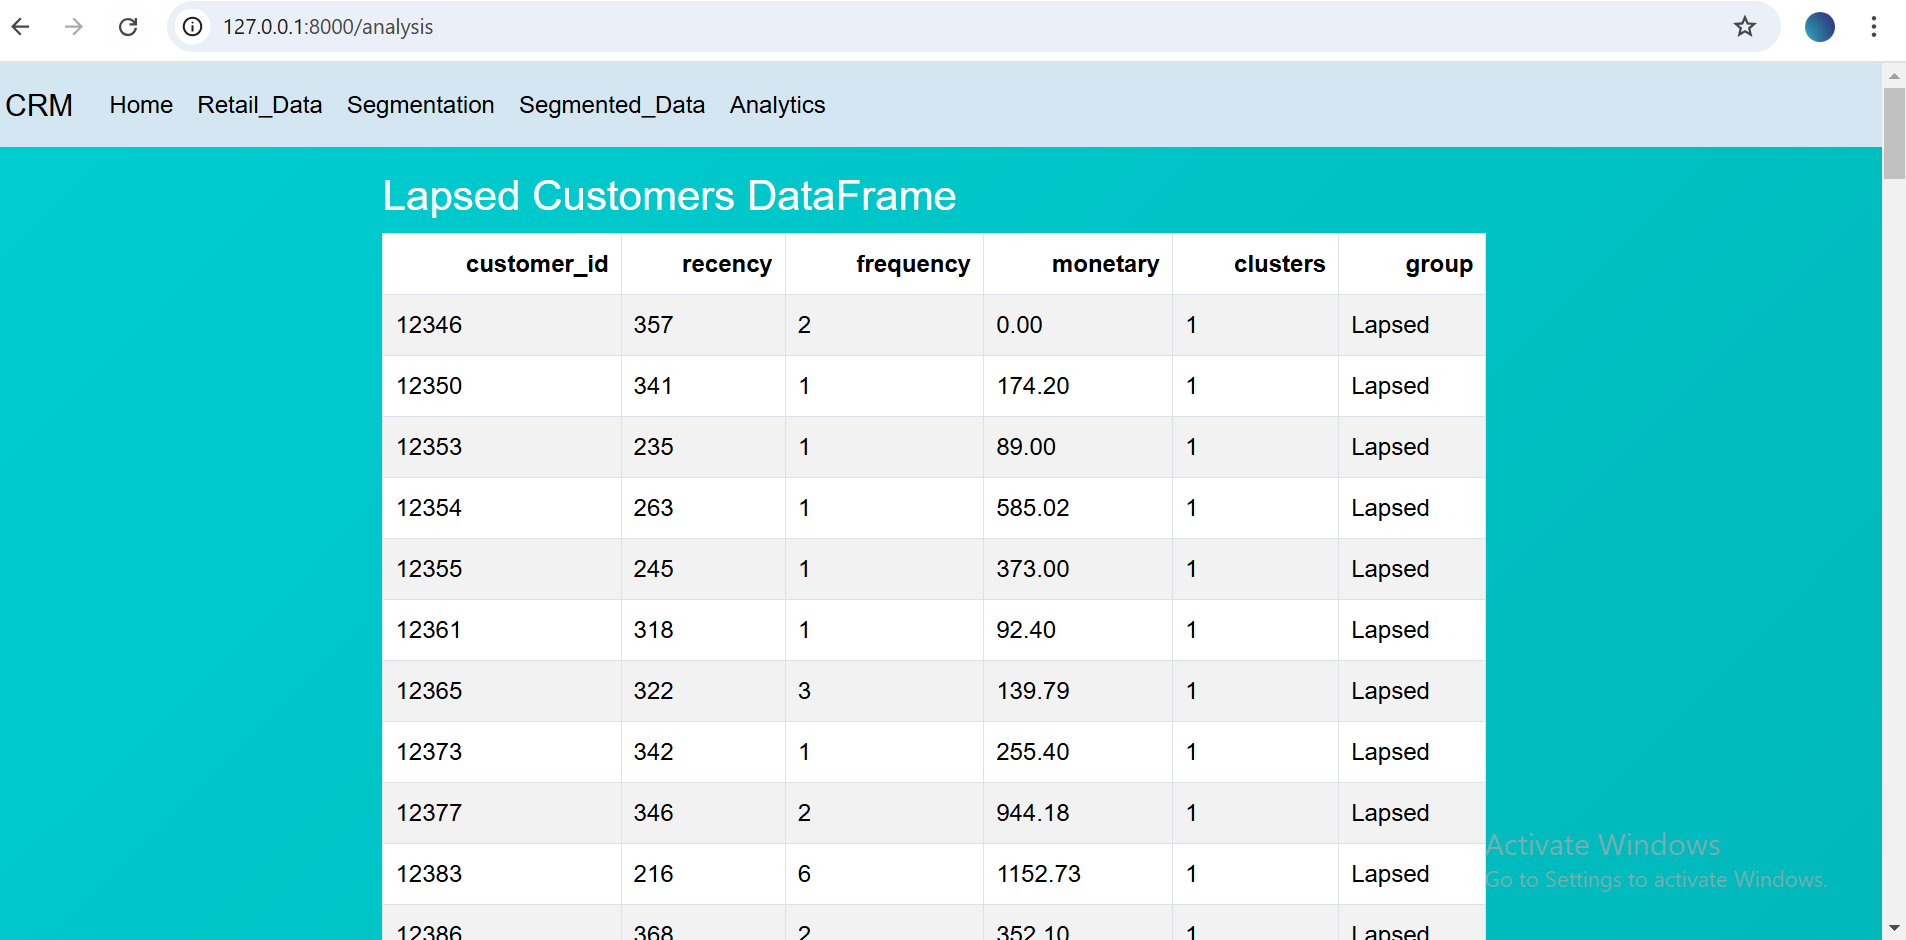 127.0.0.1:8000/analysis
CRM Home Retail_Data Segmentation Segmented_Data Analytics
Lapsed Customers DataFrame
customer_id recency frequency monetary clusters group
12346 357 2 0.00 1 Lapsed
12350 341 1 174.20 1 Lapsed
12353 235 1 89.00 1 Lapsed
12354 263 1 585.02 1 Lapsed
12355 245 1 373.00 1 Lapsed
12361 318 1 92.40 1 Lapsed
12365 322 3 139.79 1 Lapsed
12373 342 1 255.40 1 Lapsed
12377 346 2 944.18 1 Lapsed
Activate Windows
12383 216 6 1152.73 1 Lapsed
Go to Settings to activate Windows.
12386 368 2 352.10 1 Lapsed